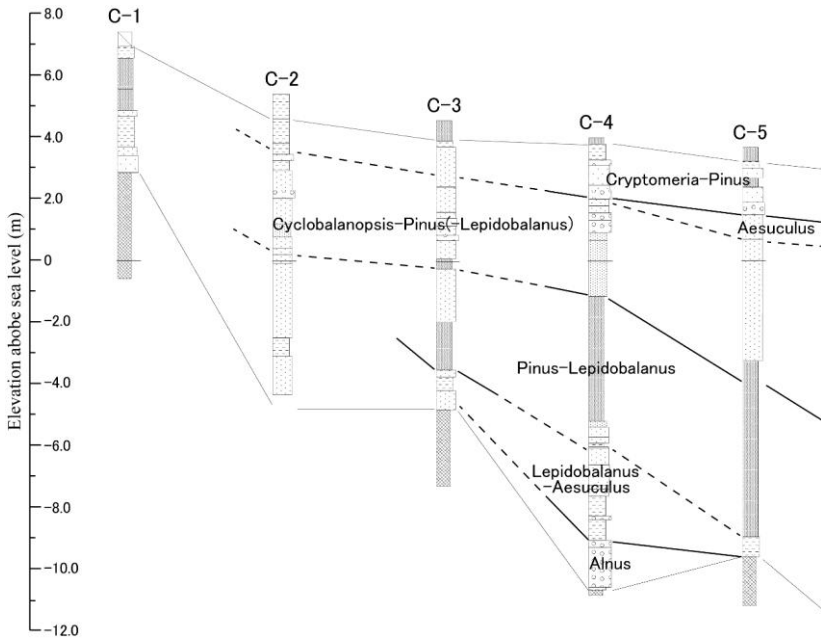 8.0
6.0
4.0
2.0
0
-2.0
-4.0
-6.0
-8.0
-10.0
-12.0
Elevation abobe sea level (m)
C-1
C-2
C-3
C-4
C-5
Cryptomeria-Pinus
Aesuculus
Cyclobalanopsis-Pinus(-Lepidobalanus)
Pinus-Lepidobalanus
Lepidobalanus
-Aesuculus
Alnus